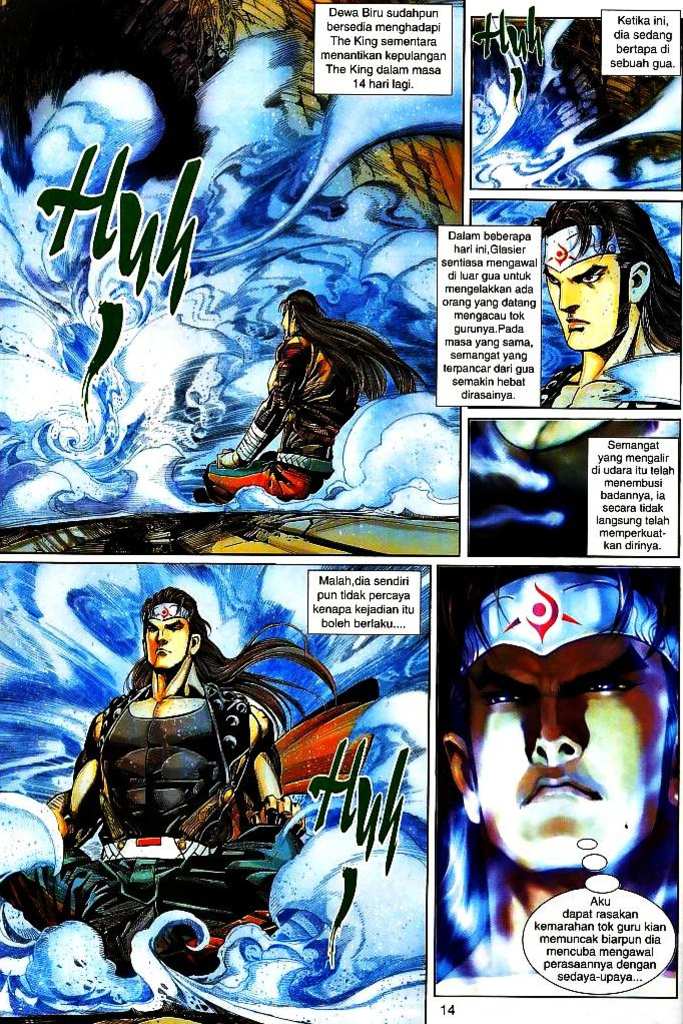 Dewa Biru sudahpun
bersedia menghadapi
The King sementara
menantikan kepulangan
The King dalam masa
14 hari lagi.
Huh
,
Ketika ini,
dia sedang
bertapa di
sebuah gua.
Huh
,
Dalam beberapa
hari ini,Glasier
sentiasa mengawal
di luar gua untuk
mengelakkan ada
orang yang datang
mengacau tok
gurunya.Pada
masa yang sama,
semangat yang
terpancar dari gua
semakin hebat
dirasainya.
Semangat
yang mengalir
di udara itu telah
menembusi
badannya, ia
secara tidak
langsung telah
memperkuat-
kan dirinya.
Malah,dia sendiri
pun tidak percaya
kenapa kejadian itu
boleh berlaku....
Huh
,
Aku
dapat rasakan
kemarahan tok guru kian
memuncak biarpun dia
mencuba mengawal
perasaannya dengan
sedaya-upaya...
14